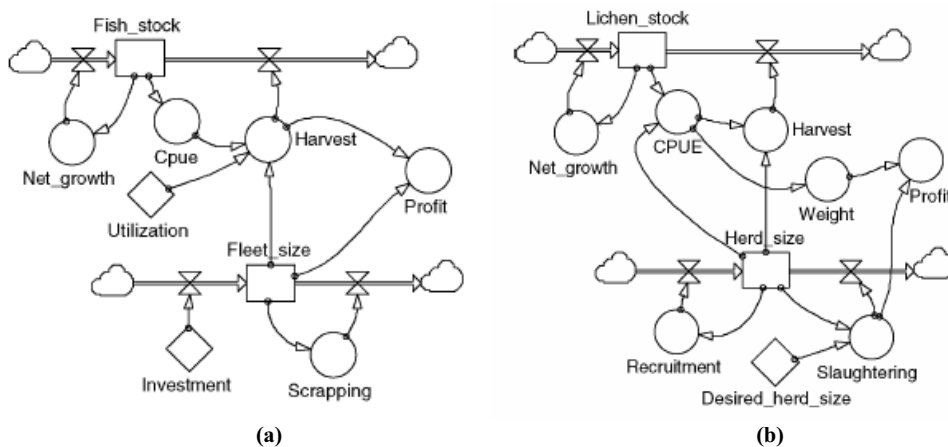 Fish_stock
Cpue
Harvest
Net_growth
Profit
Utilization
Fleet_size
Investment
Scrapping
(a)
Lichen_stock
CPUE
Harvest
Net_growth
Weight
Profit
Herd_size
Recruitment
Slaughtering
Desired_herd_size
(b)